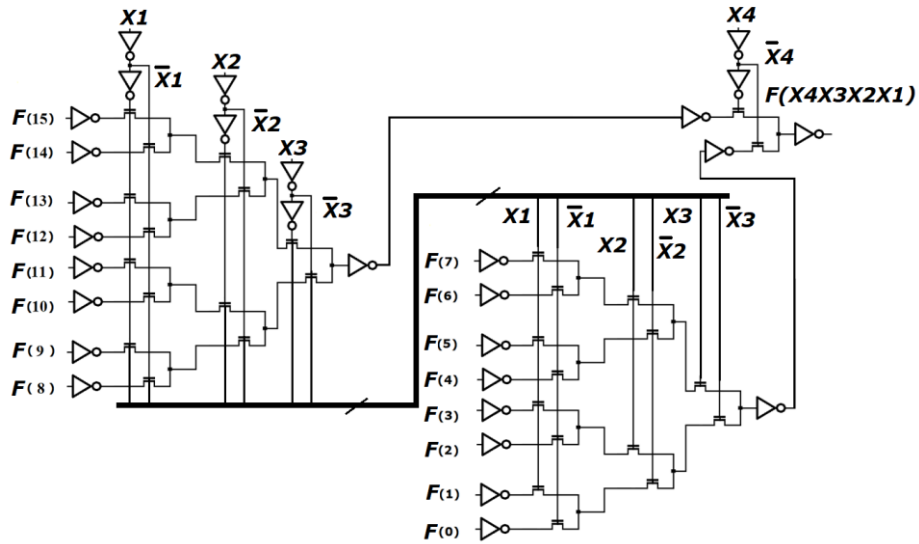 X1
X̅1
X2
X̅2
X3
X̅3
F(15)
F(14)
F(13)
F(12)
F(11)
F(10)
F(9)
F(8)
X4
X̅4
F(X4X3X2X1)
X1
X̅1
X2
X3
X̅2
X̅3
F(7)
F(6)
F(5)
F(4)
F(3)
F(2)
F(1)
F(0)